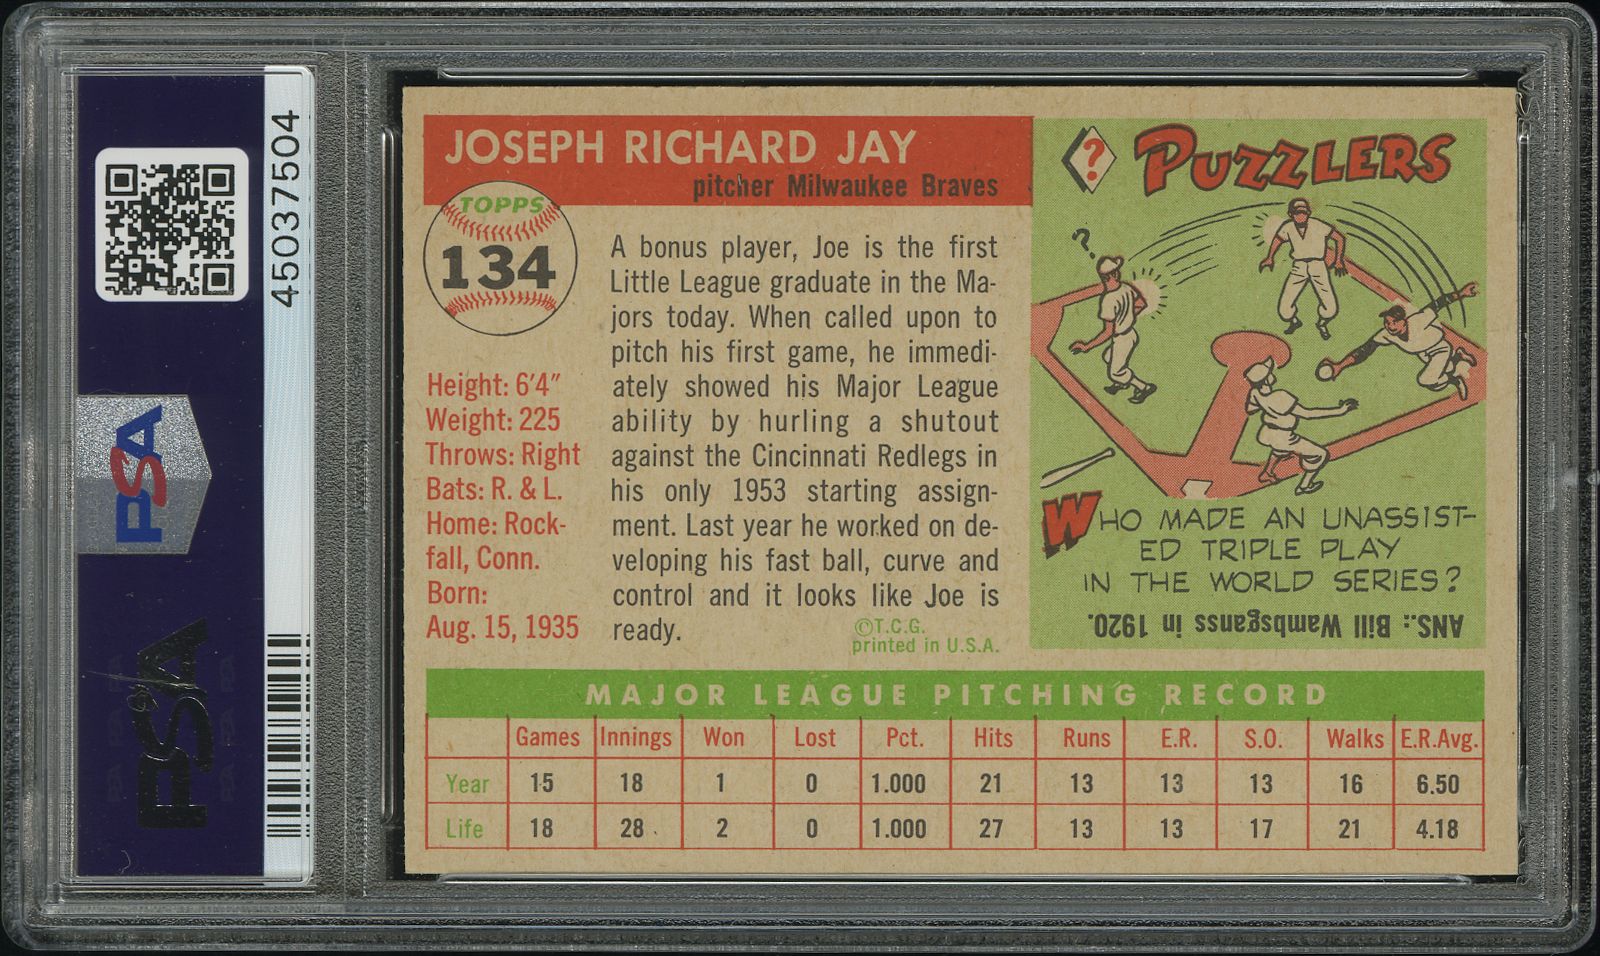 45037504
PSA
PSA
JOSEPH RICHARD JAY
pitcher Milwaukee Braves
TOPPS
134
Height: 6'4"
Weight: 225
Throws: Right
Bats: R. & L.
Home: Rock-
fall, Conn.
Born:
Aug. 15, 1935
A bonus player, Joe is the first
Little League graduate in the Ma-
jors today. When called upon to
pitch his first game, he immedi-
ately showed his Major League
ability by hurling a shutout
against the Cincinnati Redlegs in
his only 1953 starting assign-
ment. Last year he worked on de-
veloping his fast ball, curve and
control and it looks like Joe is
ready.
©T.C.G.
printed in U.S.A.
? PUZZLERS
?
WHO MADE AN UNASSIST-
ED TRIPLE PLAY
IN THE WORLD SERIES?
ANS.: Bill Wambsganss in 1920.
MAJOR LEAGUE PITCHING RECORD
Games Innings Won Lost Pct. Hits Runs E.R. S.O. Walks E.R.Avg.
Year 15 18 1 0 1.000 21 13 13 13 16 6.50
Life 18 28 2 0 1.000 27 13 13 17 21 4.18